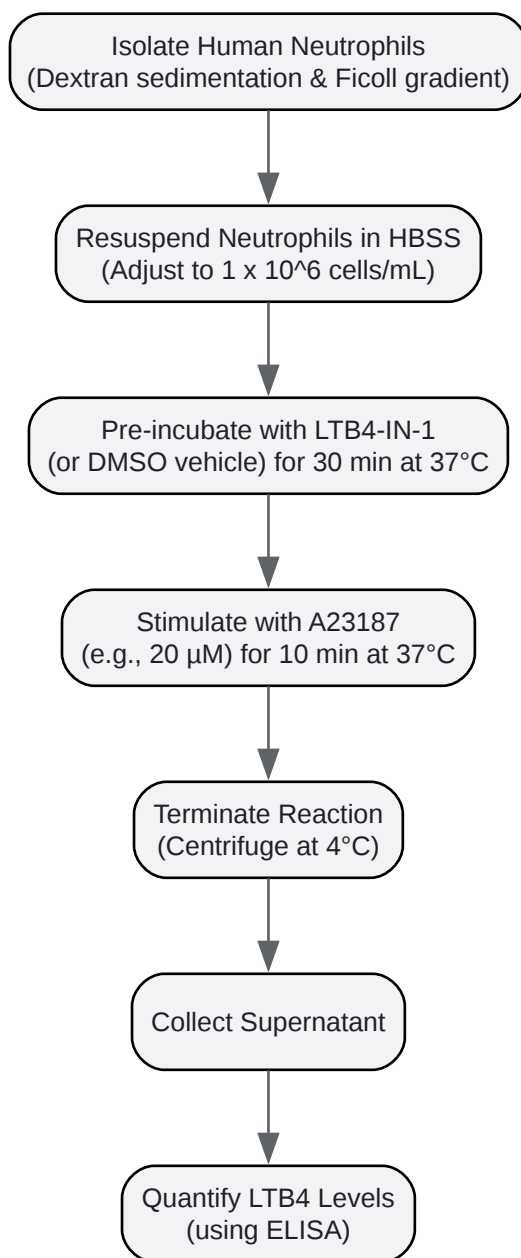 Isolate Human Neutrophils
(Dextran sedimentation & Ficoll gradient)
Resuspend Neutrophils in HBSS
(Adjust to 1 x 10^6 cells/mL)
Pre-incubate with LTB4-IN-1
(or DMSO vehicle) for 30 min at 37°C
Stimulate with A23187
(e.g., 20 µM) for 10 min at 37°C
Terminate Reaction
(Centrifuge at 4°C)
Collect Supernatant
Quantify LTB4 Levels
(using ELISA)